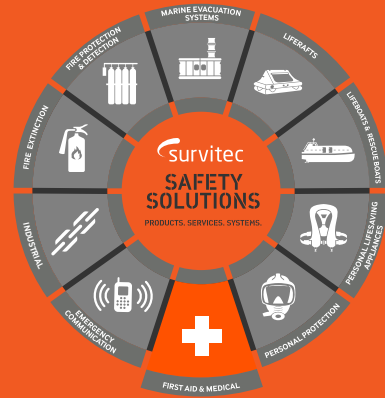 MARINE EVACUATION
SYSTEMS
LIFERAFTS
LIFEBOATS & RESCUE BOATS
PERSONAL LIFESAVING
APPLIANCES
PERSONAL PROTECTION
FIRST AID & MEDICAL
EMERGENCY
COMMUNICATION
INDUSTRIAL
FIRE EXTINCTION
FIRE PROTECTION
& DETECTION
survitec
SAFETY
SOLUTIONS
PRODUCTS. SERVICES. SYSTEMS.